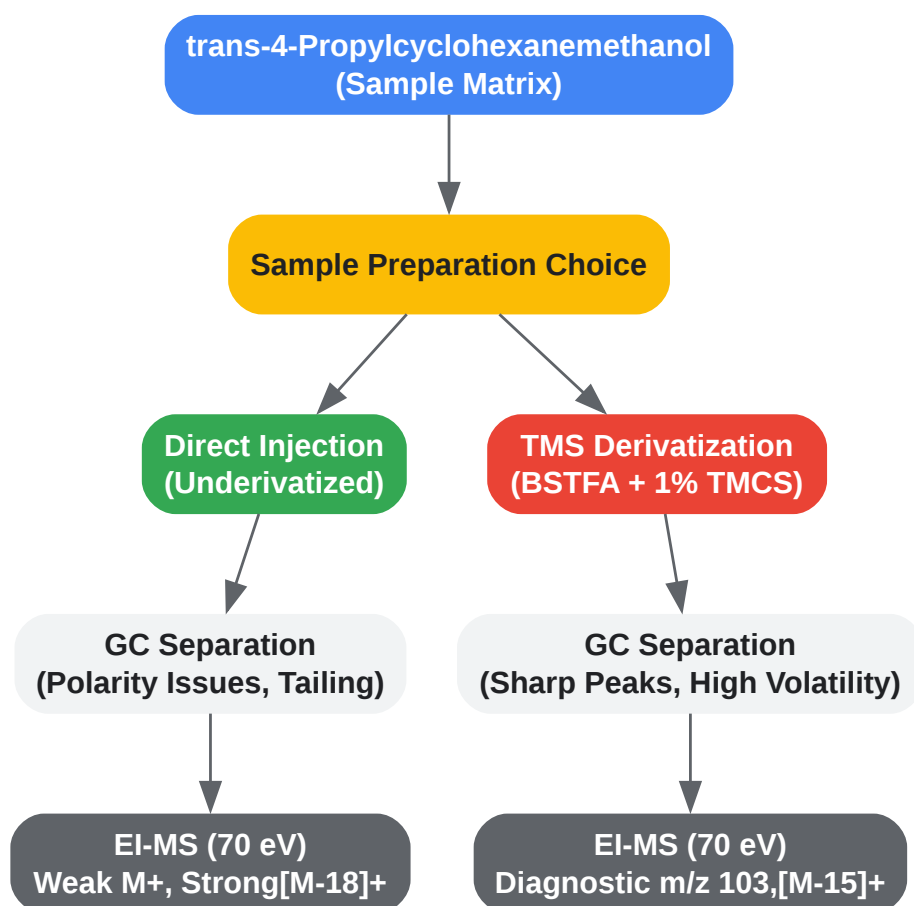 trans-4-Propylcyclohexanemethanol
(Sample Matrix)
Sample Preparation Choice
Direct Injection
(Underivatized)
TMS Derivatization
(BSTFA + 1% TMCS)
GC Separation
(Polarity Issues, Tailing)
GC Separation
(Sharp Peaks, High Volatility)
EI-MS (70 eV)
Weak M+, Strong[M-18]+
EI-MS (70 eV)
Diagnostic m/z 103,[M-15]+